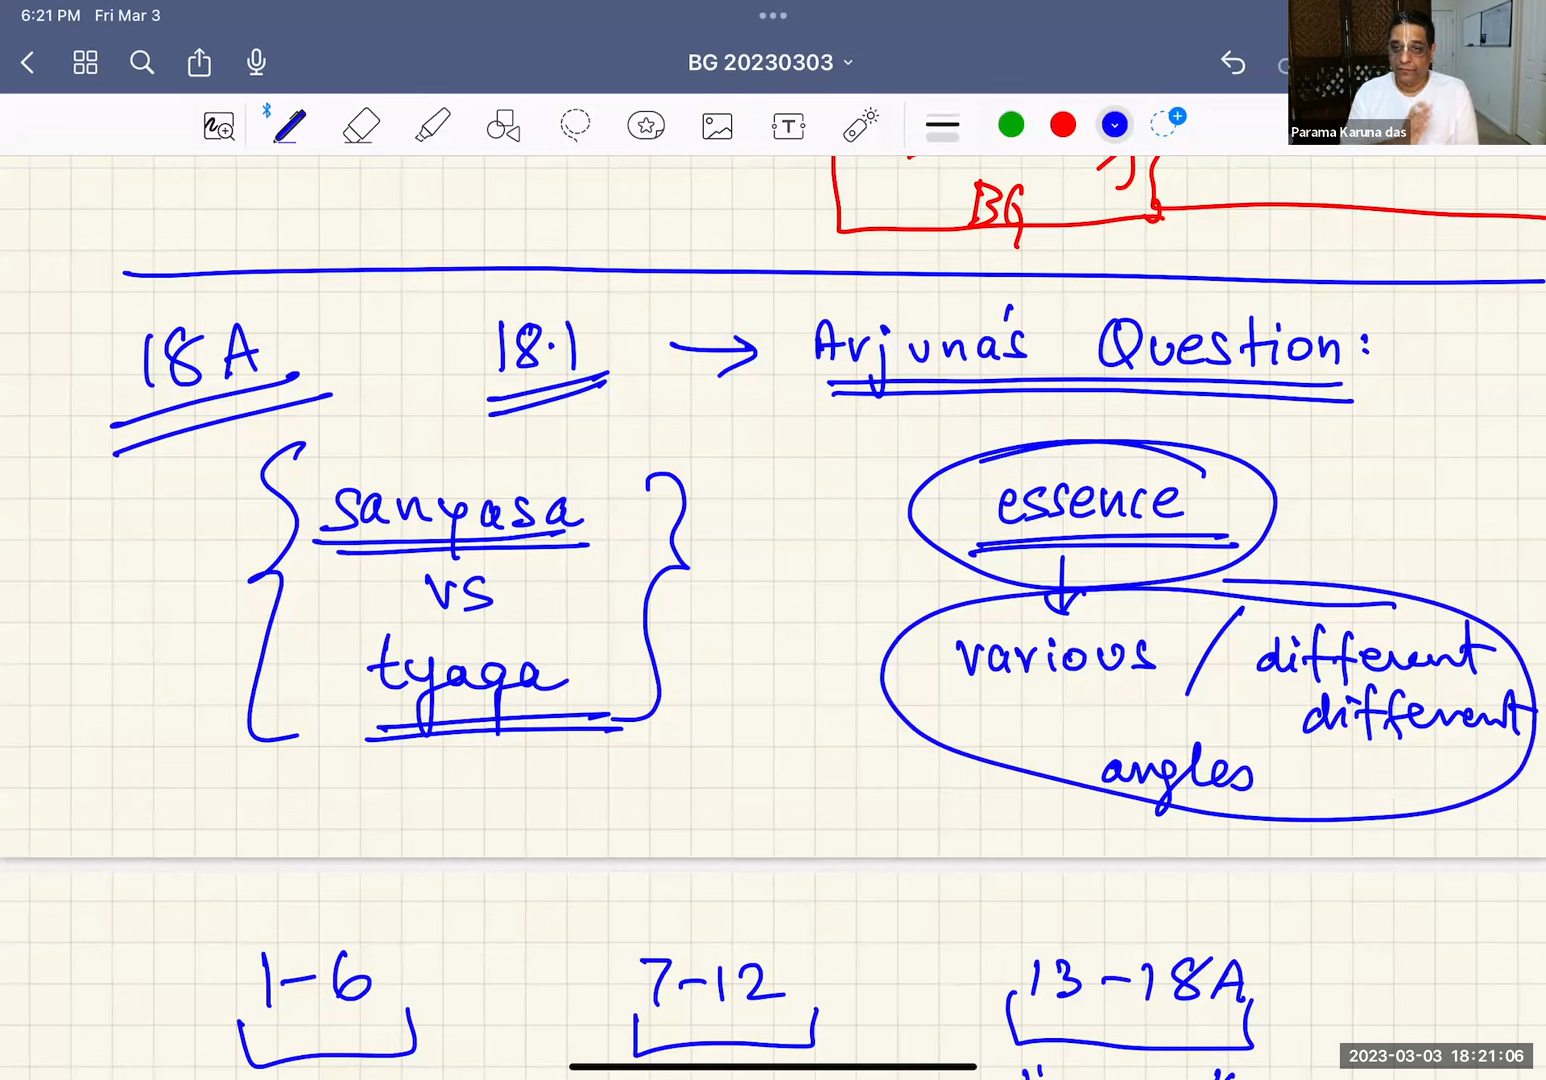 6:21 PM Fri Mar 3
BG 20230303
Parama Karuna das
BG
18A 18.1 → Arjuna's Question:
sanyasa
vs
tyaga
essence
various / different
different
angles
1-6 7-12 13-18A
2023-03-03 18:21:06